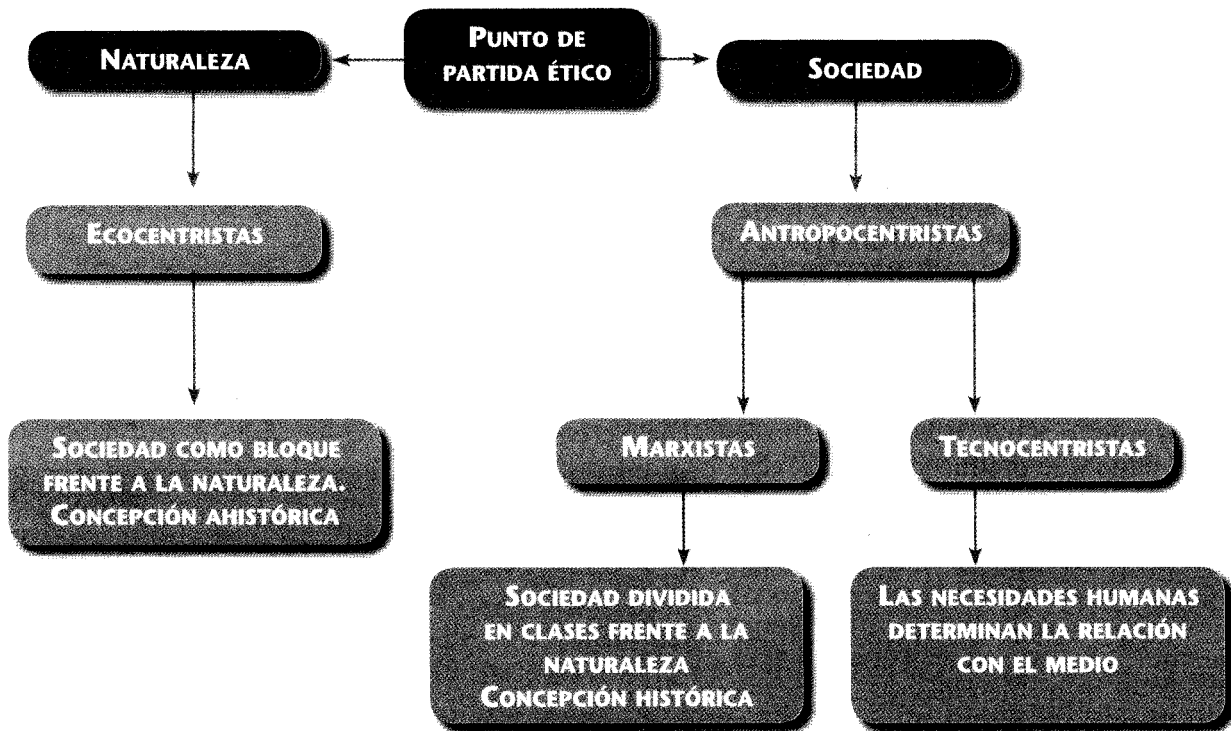 NATURALEZA
PUNTO DE
PARTIDA ÉTICO
SOCIEDAD
ECOCENTRISTAS
ANTROPOCENTRISTAS
SOCIEDAD COMO BLOQUE
FRENTE A LA NATURALEZA.
CONCEPCIÓN AHISTÓRICA
MARXISTAS
TECNOCENTRISTAS
SOCIEDAD DIVIDIDA
EN CLASES FRENTE A LA
NATURALEZA
CONCEPCIÓN HISTÓRICA
LAS NECESIDADES HUMANAS
DETERMINAN LA RELACIÓN
CON EL MEDIO